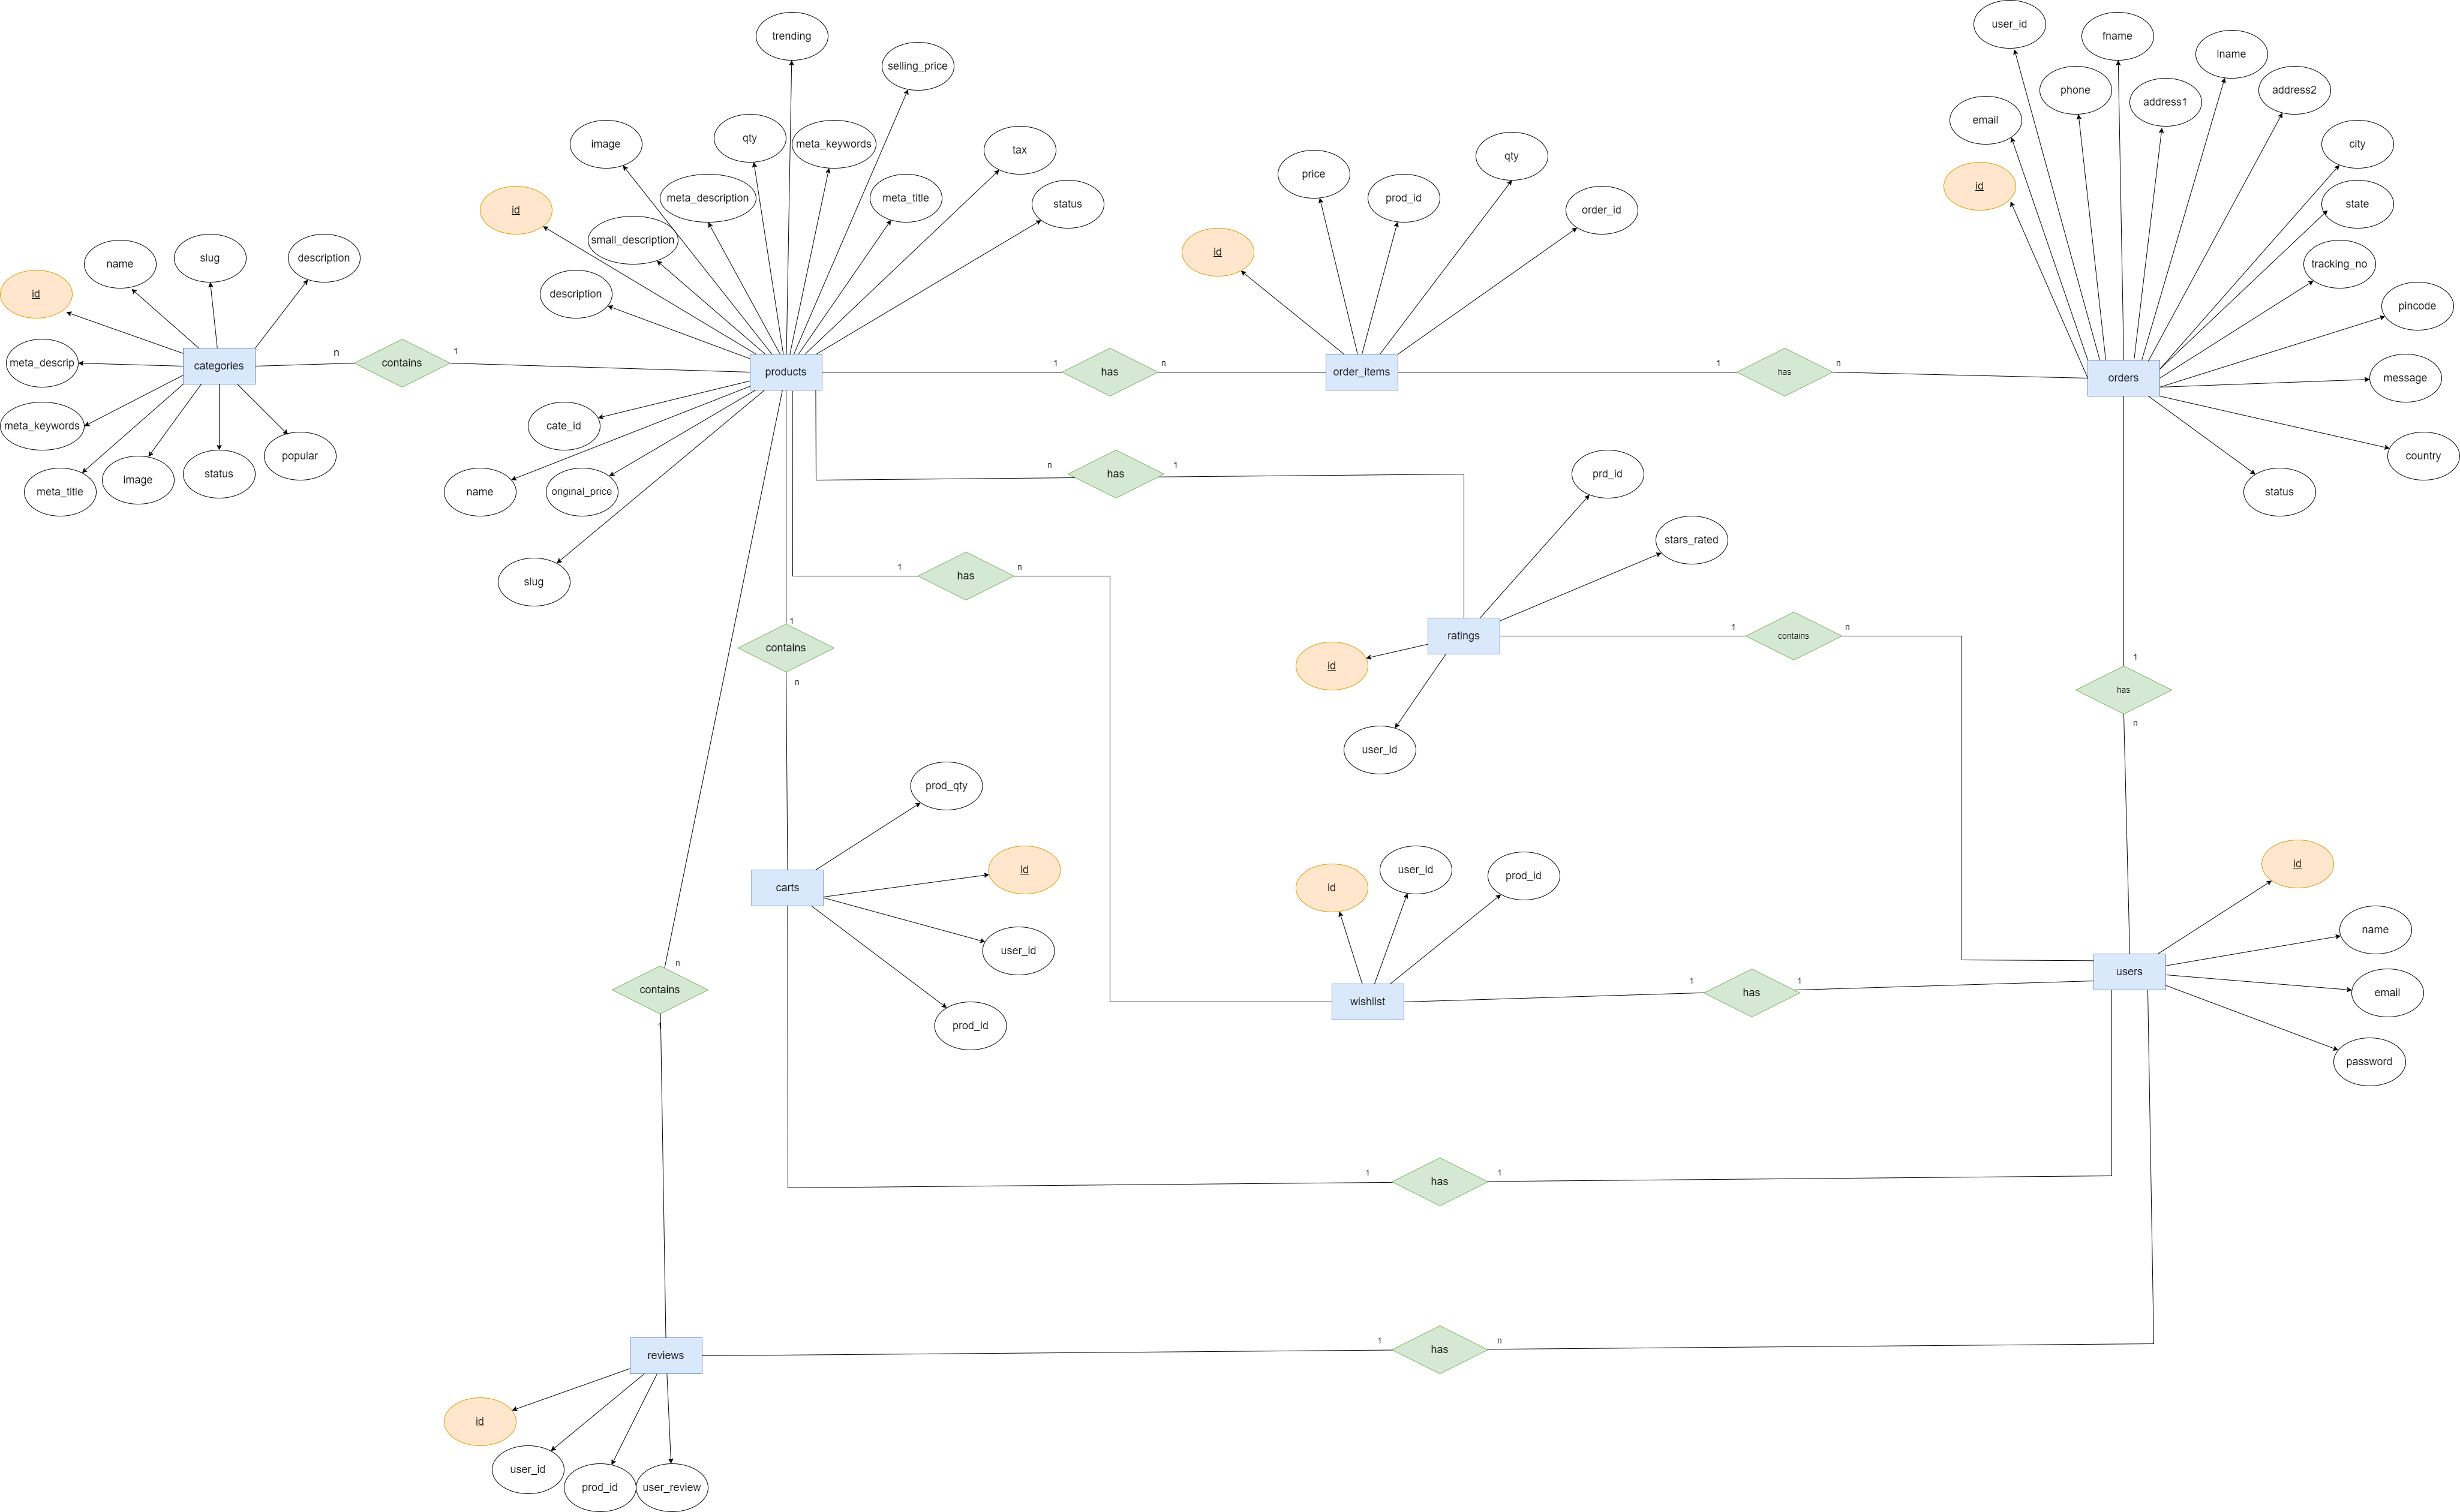 user_id
trending
fname
lname
selling_price
phone
address2
address1
email
qty
image
meta_keywords
tax
city
qty
price
id
meta_description
meta_title
prod_id
status
state
id
order_id
small_description
id
name
slug
description
tracking_no
id
description
pincode
n
1
contains
categories
meta_descrip
products
1
has
n
order_items
1
has
n
orders
message
meta_keywords
cate_id
popular
country
n
has
1
prd_id
meta_title
image
status
name
original_price
status
stars_rated
1
has
n
slug
1
contains
n
ratings
1
contains
n
id
1
has
n
user_id
prod_qty
id
id
user_id
prod_id
carts
id
name
user_id
n
contains
1
wishlist
1
has
1
users
email
prod_id
password
1
has
1
reviews
1
has
n
id
user_id
prod_id
user_review